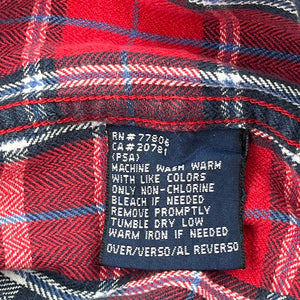 RN# 77806
CA# 20781
(PSA)
MACHINE WASH WARM
WITH LIKE COLORS
ONLY NON-CHLORINE
BLEACH IF NEEDED
REMOVE PROMPTLY
TUMBLE DRY LOW
WARM IRON IF NEEDED
OVER/VERSO/AL REVERSO